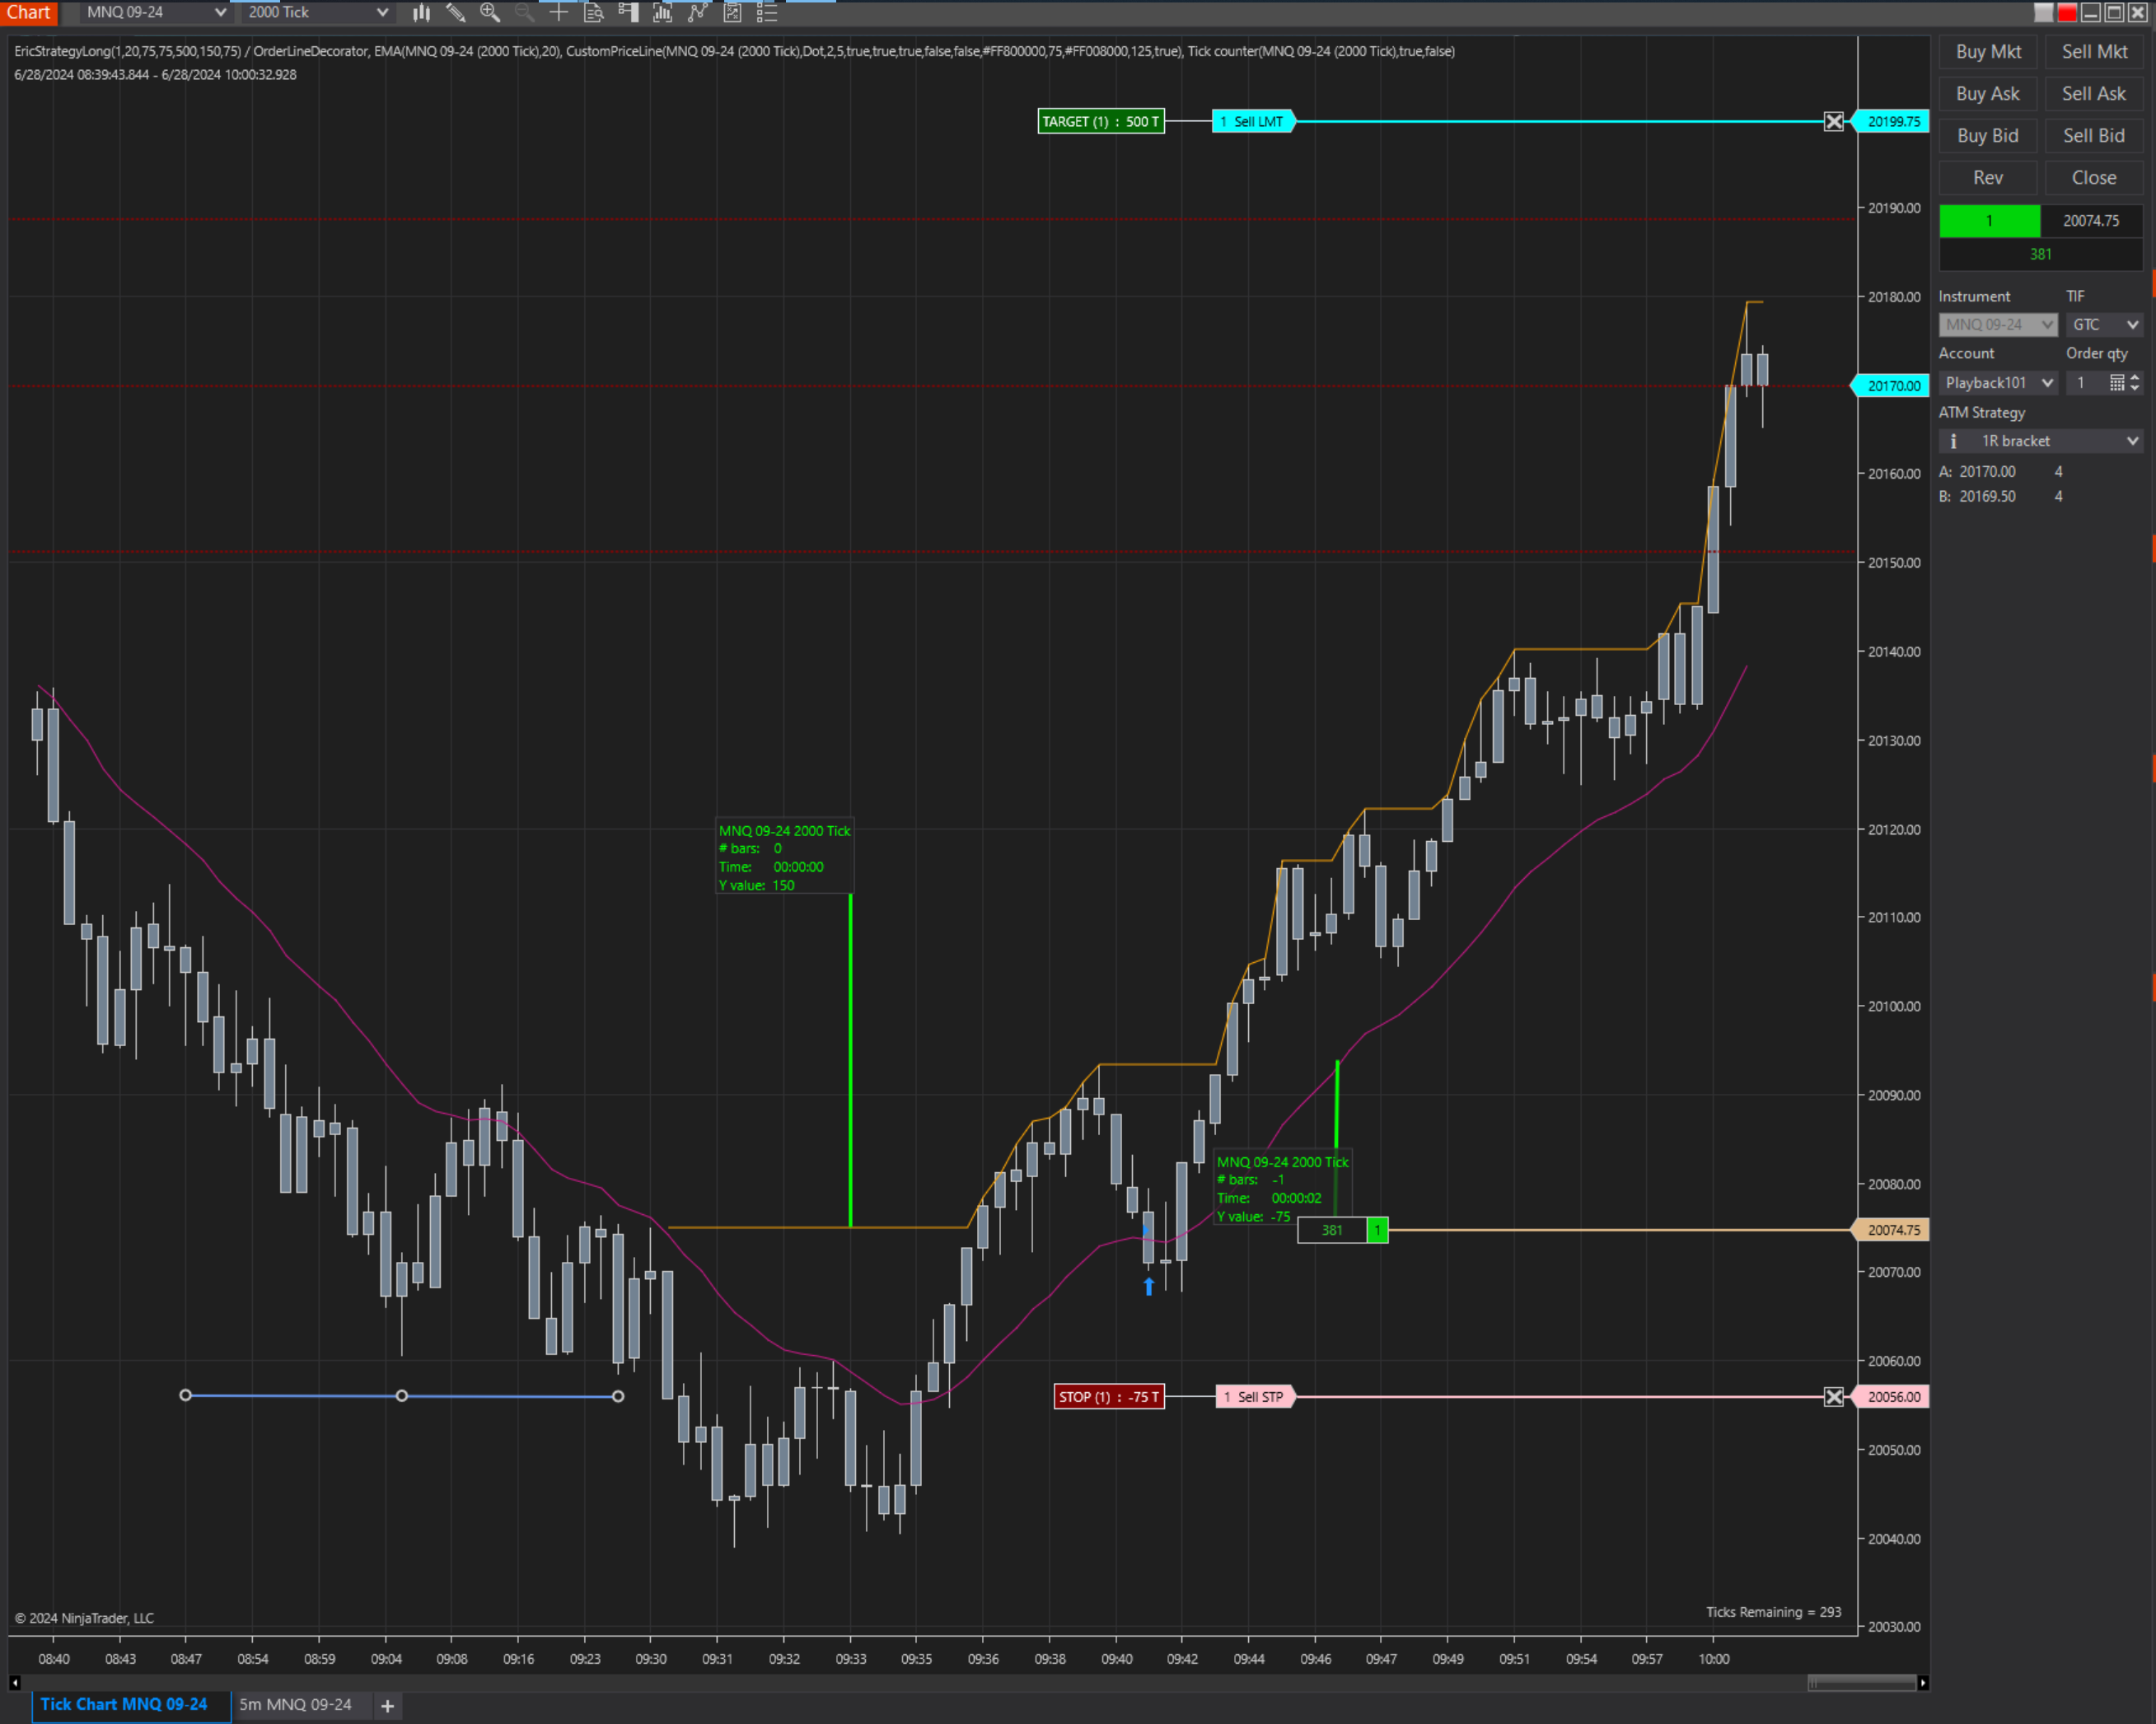 Chart MNQ 09-24 2000 Tick
EricStrategyLong(1,20,75,75,500,150,75) / OrderLineDecorator, EMA(MNQ 09-24 (2000 Tick),20), CustomPriceLine(MNQ 09-24 (2000 Tick),Dot,2,5,true,true,true,false,false,#FF800000,75,#FF008000,125,true), Tick counter(MNQ 09-24 (2000 Tick),true,false)
6/28/2024 08:39:43.844 - 6/28/2024 10:00:32.928
TARGET (1) : 500 T
1 Sell LMT
20199.75
20190.00
20180.00
20170.00
20160.00
20150.00
20140.00
20130.00
20120.00
20110.00
20100.00
20090.00
20080.00
20074.75
20070.00
20060.00
20056.00
20050.00
20040.00
20030.00
MNQ 09-24 2000 Tick
# bars: 0
Time: 00:00:00
Y value: 150
MNQ 09-24 2000 Tick
# bars: -1
Time: 00:00:02
Y value: -75
381 1
STOP (1) : -75 T
1 Sell STP
© 2024 NinjaTrader, LLC
Ticks Remaining = 293
08:40 08:43 08:47 08:54 08:59 09:04 09:08 09:16 09:23 09:30 09:31 09:32 09:33 09:35 09:36 09:38 09:40 09:42 09:44 09:46 09:47 09:49 09:51 09:54 09:57 10:00
Tick Chart MNQ 09-24 5m MNQ 09-24 +
Buy Mkt Sell Mkt
Buy Ask Sell Ask
Buy Bid Sell Bid
Rev Close
1 20074.75
381
Instrument TIF
MNQ 09-24 GTC
Account Order qty
Playback101 1
ATM Strategy
i 1R bracket
A: 20170.00 4
B: 20169.50 4